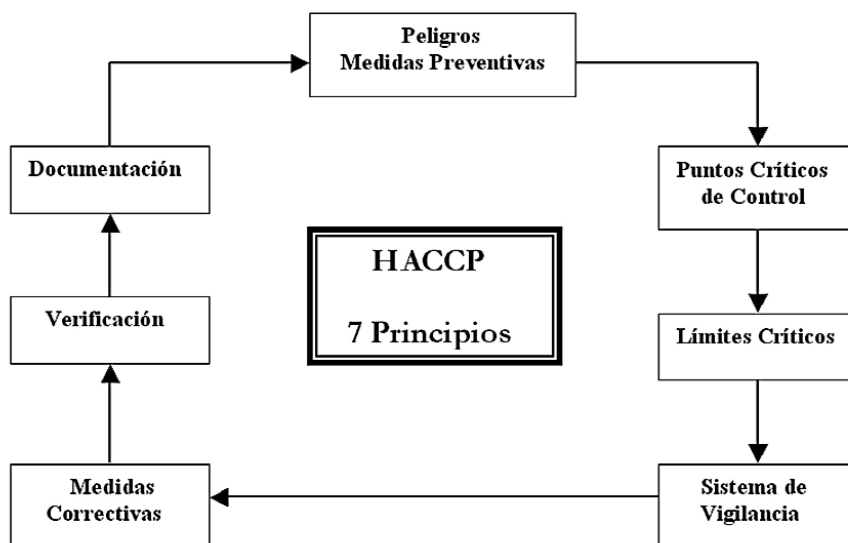 Peligros
Medidas Preventivas
Documentación
Puntos Críticos
de Control
HACCP
7 Principios
Verificación
Límites Críticos
Medidas
Correctivas
Sistema de
Vigilancia